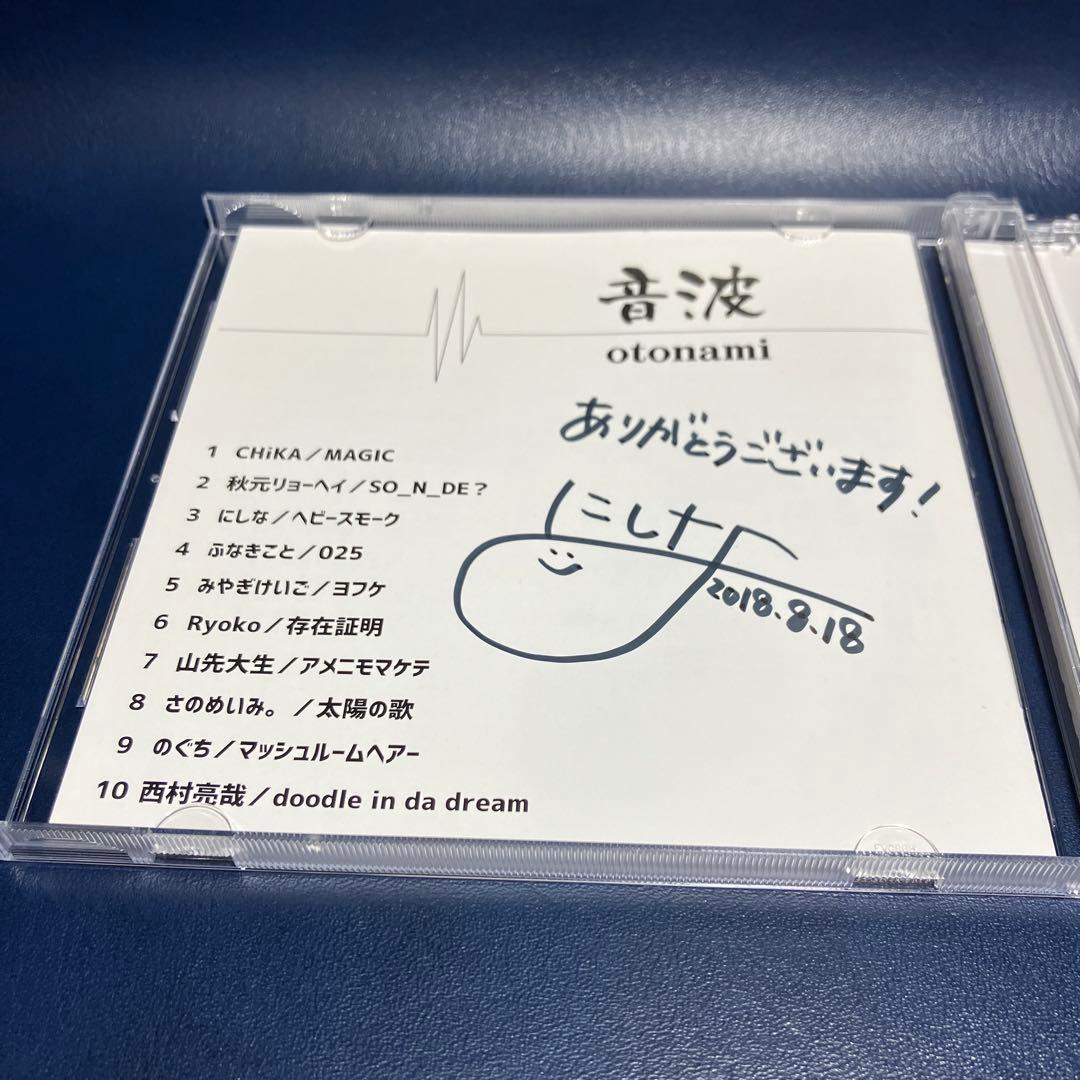 音波
otonami
ありがとうございます!
にしな
2018.8.18
1 CHiKA/MAGIC
2 秋元リョーヘイ/SO_N_DE?
3 にしな/ヘビースモーク
4 ふなきこと/025
5 みやぎけいご/ヨフケ
6 Ryoko/存在証明
7 山先大生/アメニモマケテ
8 さのめいみ。/太陽の歌
9 のぐち/マッシュルームヘアー
10 西村亮哉/doodle in da dream